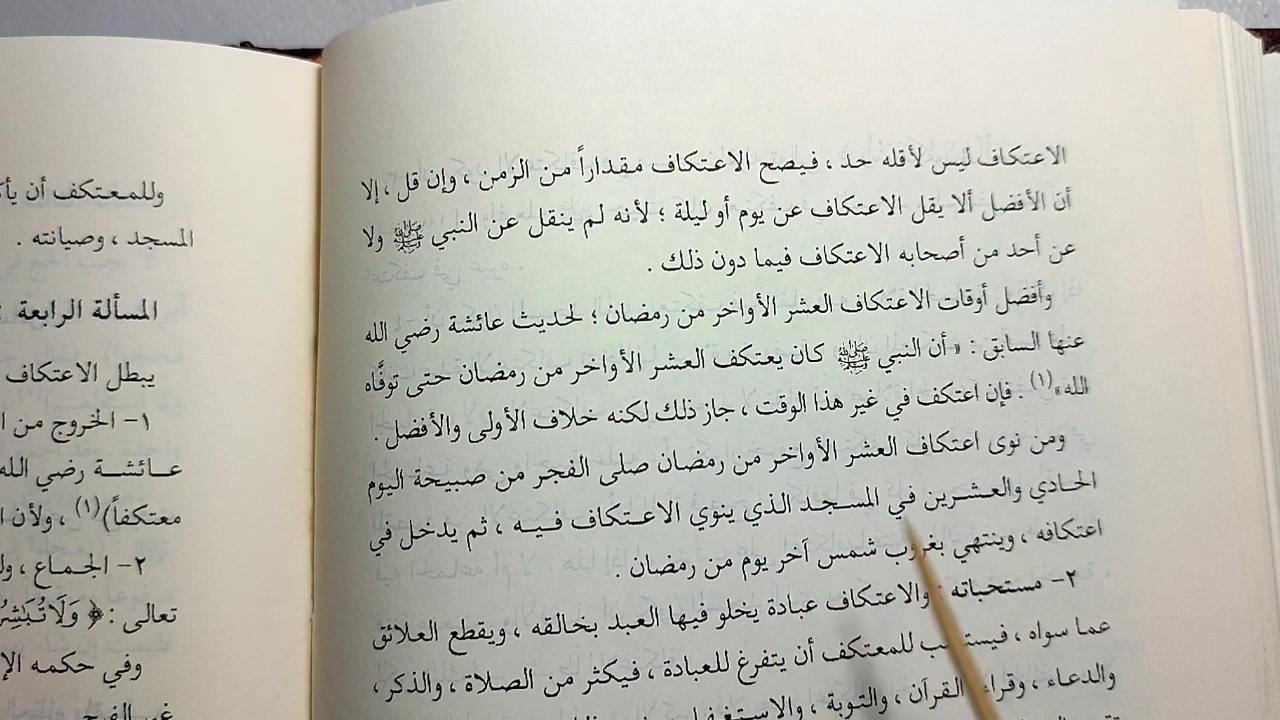 الاعتكاف ليس لأقله حد ، فيصح الاعتكاف مقداراً من الزمن ، وإن قل ، إلا
أن الأفضل ألا يقل الاعتكاف عن يوم أو ليلة ؛ لأنه لم ينقل عن النبي ﷺ ولا
عن أحد من أصحابه الاعتكاف فيما دون ذلك .
وأفضل أوقات الاعتكاف العشر الأواخر من رمضان ؛ لحديث عائشة رضي الله
عنها السابق : «أن النبي ﷺ كان يعتكف العشر الأواخر من رمضان حتى توفَّاه
الله»(١) . فإن اعتكف في غير هذا الوقت ، جاز ذلك لكنه خلاف الأولى والأفضل .
ومن نوى اعتكاف العشر الأواخر من رمضان صلى الفجر من صبيحة اليوم
الحادي والعشرين في المسجد الذي ينوي الاعتكاف فيه ، ثم يدخل في
اعتكافه ، وينتهي بغروب شمس آخر يوم من رمضان .
٢- مستحباته : والاعتكاف عبادة يخلو فيها العبد بخالقه ، ويقطع العلائق
عما سواه ، للمعتكف أن يتفرغ للعبادة ، فيكثر من الصلاة ، والذكر ،
والدعاء ، القرآن ، والتوبة ،
وللمعتكف أن
المسجد ، وصيانته .
المسألة الرابعة :
يبطل الاعتكاف
١- الخروج من
عائشة رضي الله
معتكفاً)(١) ، ولأن
٢- الجماع ،
تعالى : ﴿ وَلَا
وفي حكمه
غير الفرج